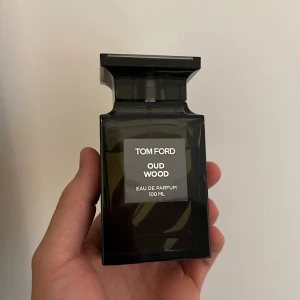 TOM FORD
OUD
WOOD
EAU DE PARFUM
100 ML